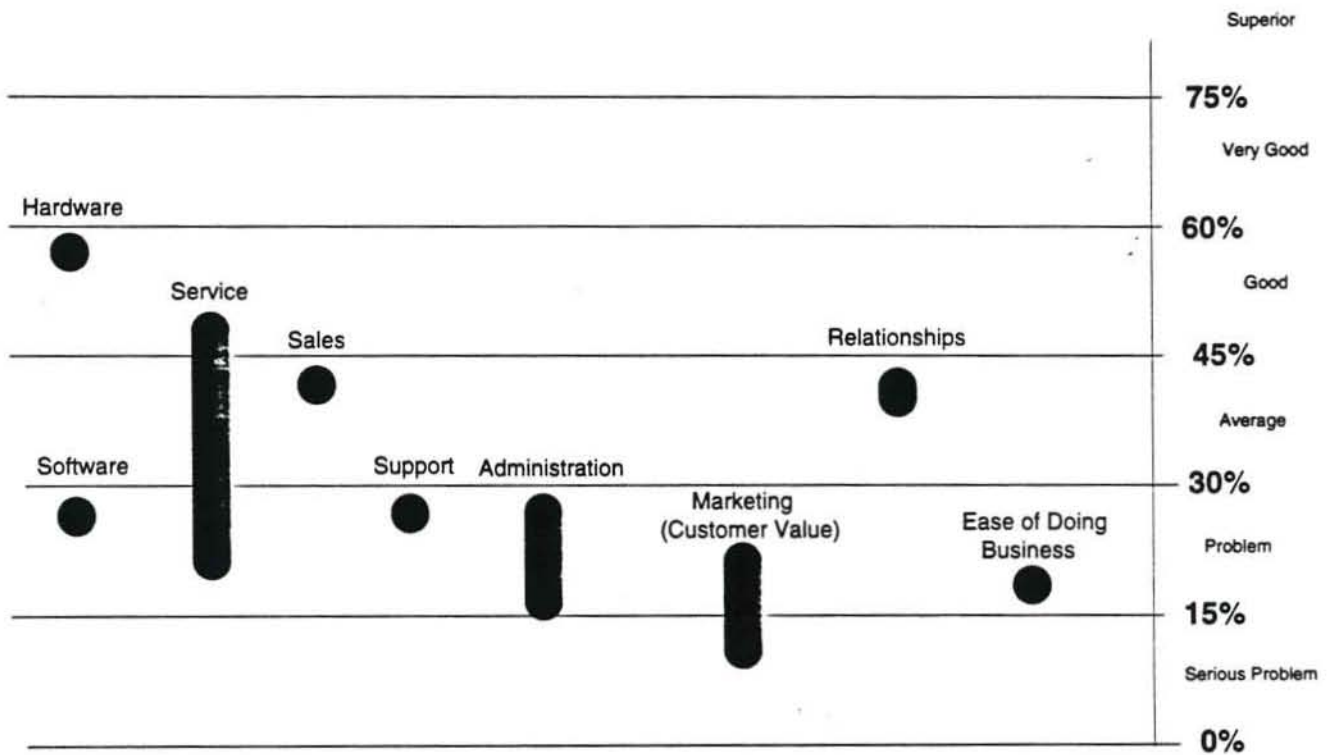 Superior
75%
Very Good
Hardware
60%
Good
Service
Sales
Relationships
45%
Average
Software
Support
Administration
30%
Marketing
(Customer Value)
Ease of Doing
Business
Problem
15%
Serious Problem
0%